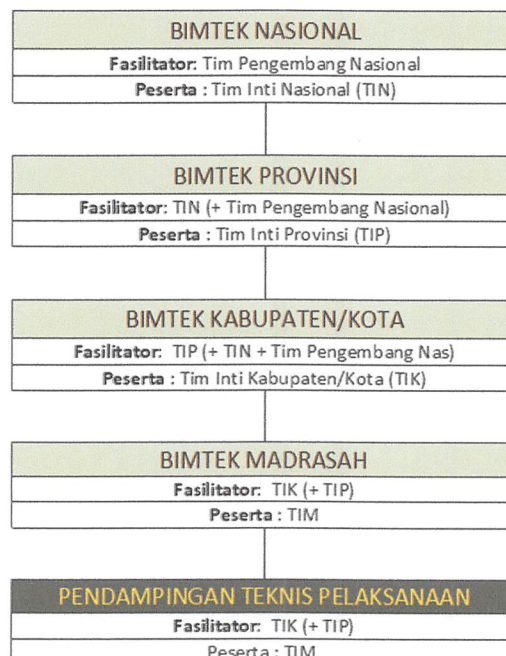 BIMTEK NASIONAL
Fasilitator: Tim Pengembang Nasional
Peserta : Tim Inti Nasional (TIN)
BIMTEK PROVINSI
Fasilitator: TIN (+ Tim Pengembang Nasional)
Peserta : Tim Inti Provinsi (TIP)
BIMTEK KABUPATEN/KOTA
Fasilitator: TIP (+ TIN + Tim Pengembang Nas)
Peserta : Tim Inti Kabupaten/Kota (TIK)
BIMTEK MADRASAH
Fasilitator: TIK (+ TIP)
Peserta : TIM
PENDAMPINGAN TEKNIS PELAKSANAAN
Fasilitator: TIK (+ TIP)
Peserta : TIM